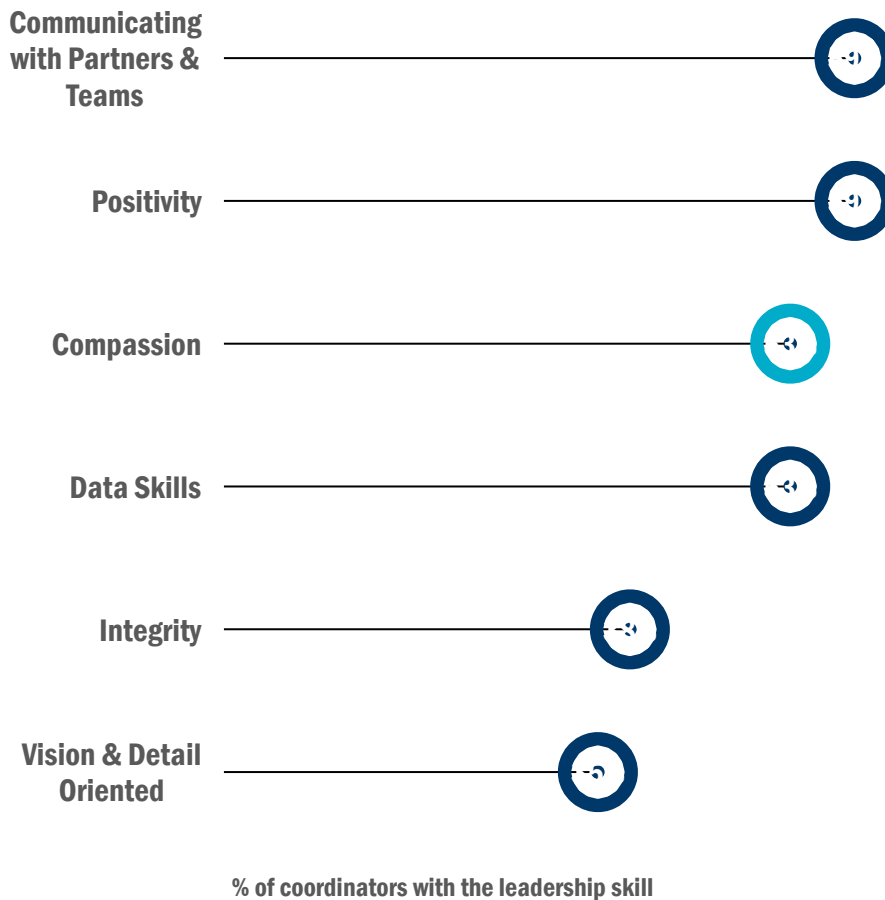 Communicating
with Partners &
Teams
Positivity
Compassion
Data Skills
Integrity
Vision & Detail
Oriented
% of coordinators with the leadership skill